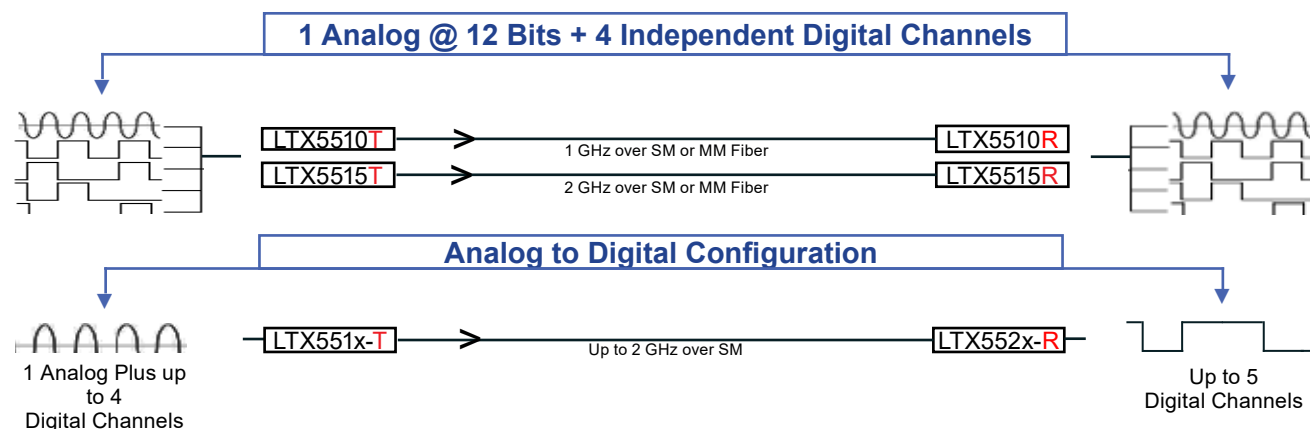 1 Analog @ 12 Bits + 4 Independent Digital Channels
LTX5510T
1 GHz over SM or MM Fiber
LTX5510R
LTX5515T
2 GHz over SM or MM Fiber
LTX5515R
Analog to Digital Configuration
LTX551x-T
Up to 2 GHz over SM
LTX552x-R
1 Analog Plus up
to 4
Digital Channels
Up to 5
Digital Channels